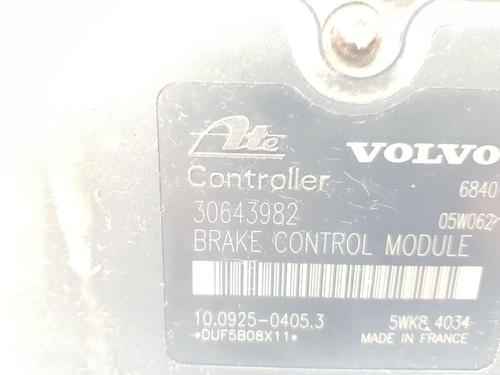 Ate VOLVO
Controller 6840
30643982 05W062
BRAKE CONTROL MODULE
10.0925-0405.3 5WK8 4034
*DUF5B08X11* MADE IN FRANCE